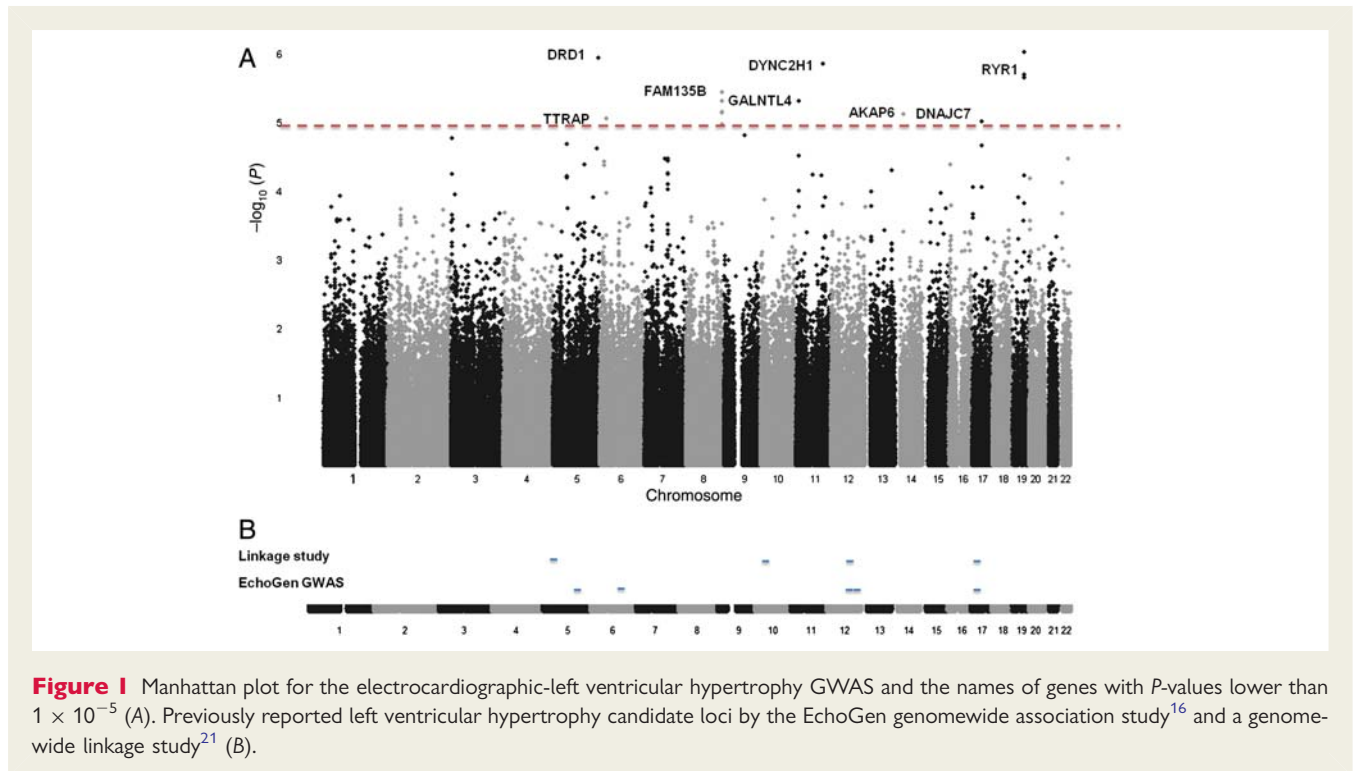 A
6
DRD1
DYNC2H1
RYR1
FAM135B
GALNTL4
AKAP6 DNAJC7
5
TTRAP
4
–log10 (P)
3
2
1
1 2 3 4 5 6 7 8 9 10 11 12 13 14 15 16 17 18 19 20 21 22
Chromosome
B
Linkage study
EchoGen GWAS
1 2 3 4 5 6 7 8 9 10 11 12 13 14 15 16 17 18 19 20 21 22
Figure 1 Manhattan plot for the electrocardiographic-left ventricular hypertrophy GWAS and the names of genes with P-values lower than
1 × 10−5 (A). Previously reported left ventricular hypertrophy candidate loci by the EchoGen genomewide association study16 and a genome-
wide linkage study21 (B).